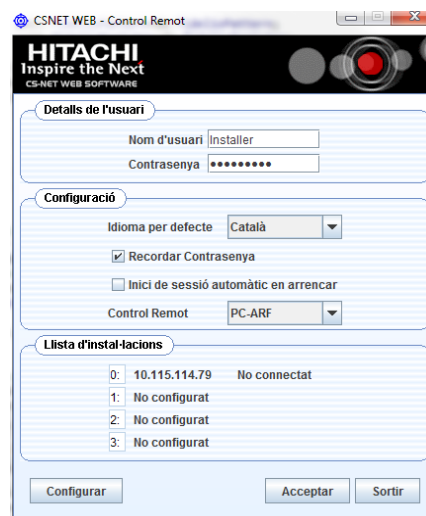 CSNET WEB - Control Remot
HITACHI
Inspire the Next
CS-NET WEB SOFTWARE
Detalls de l'usuari
Nom d'usuari Installer
Contrasenya •••••••••
Configuració
Idioma per defecte Català
Recordar Contrasenya
Inici de sessió automàtic en arrencar
Control Remot PC-ARF
Llista d'instal·lacions
0: 10.115.114.79 No connectat
1: No configurat
2: No configurat
3: No configurat
Configurar Acceptar Sortir